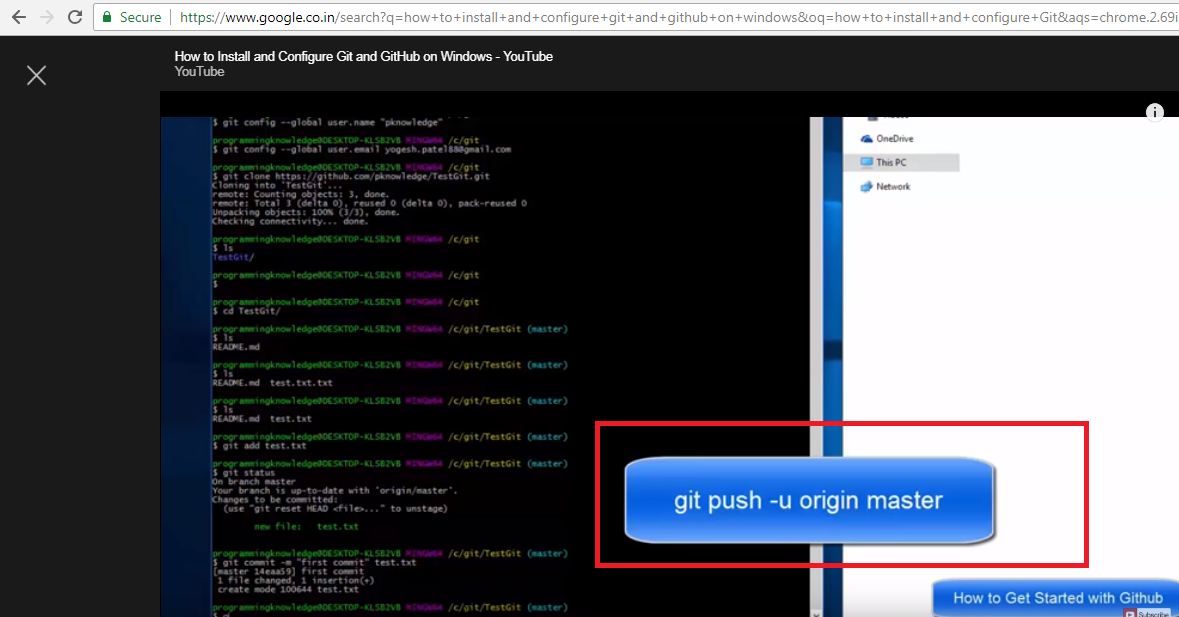 Secure https://www.google.co.in/search?q=how+to+install+and+configure+git+and+github+on+windows&oq=how+to+install+and+configure+Git&aqs=chrome.2.69i
How to Install and Configure Git and GitHub on Windows - YouTube
YouTube
$ git config --global user.name "pknowledge"
programmingknowledge@DESKTOP-KLSB2VB MINGW64 /c/git
$ git config --global user.email yogesh.patel88@gmail.com
programmingknowledge@DESKTOP-KLSB2VB MINGW64 /c/git
$ git clone https://github.com/pknowledge/TestGit.git
Cloning into 'TestGit'...
remote: Counting objects: 3, done.
remote: Total 3 (delta 0), reused 0 (delta 0), pack-reused 0
Unpacking objects: 100% (3/3), done.
Checking connectivity... done.
programmingknowledge@DESKTOP-KLSB2VB MINGW64 /c/git
$ ls
TestGit/
programmingknowledge@DESKTOP-KLSB2VB MINGW64 /c/git
$
programmingknowledge@DESKTOP-KLSB2VB MINGW64 /c/git
$ cd TestGit/
programmingknowledge@DESKTOP-KLSB2VB MINGW64 /c/git/TestGit (master)
$ ls
README.md
programmingknowledge@DESKTOP-KLSB2VB MINGW64 /c/git/TestGit (master)
$ ls
README.md test.txt.txt
programmingknowledge@DESKTOP-KLSB2VB MINGW64 /c/git/TestGit (master)
$ ls
README.md test.txt
programmingknowledge@DESKTOP-KLSB2VB MINGW64 /c/git/TestGit (master)
$ git add test.txt
programmingknowledge@DESKTOP-KLSB2VB MINGW64 /c/git/TestGit (master)
$ git status
On branch master
Your branch is up-to-date with 'origin/master'.
Changes to be committed:
(use "git reset HEAD <file>..." to unstage)
new file: test.txt
programmingknowledge@DESKTOP-KLSB2VB MINGW64 /c/git/TestGit (master)
$ git commit -m "first commit" test.txt
[master 14eaa59] first commit
1 file changed, 1 insertion(+)
create mode 100644 test.txt
programmingknowledge@DESKTOP-KLSB2VB MINGW64 /c/git/TestGit (master)
OneDrive
This PC
Network
git push -u origin master
How to Get Started with Github
Subscribe